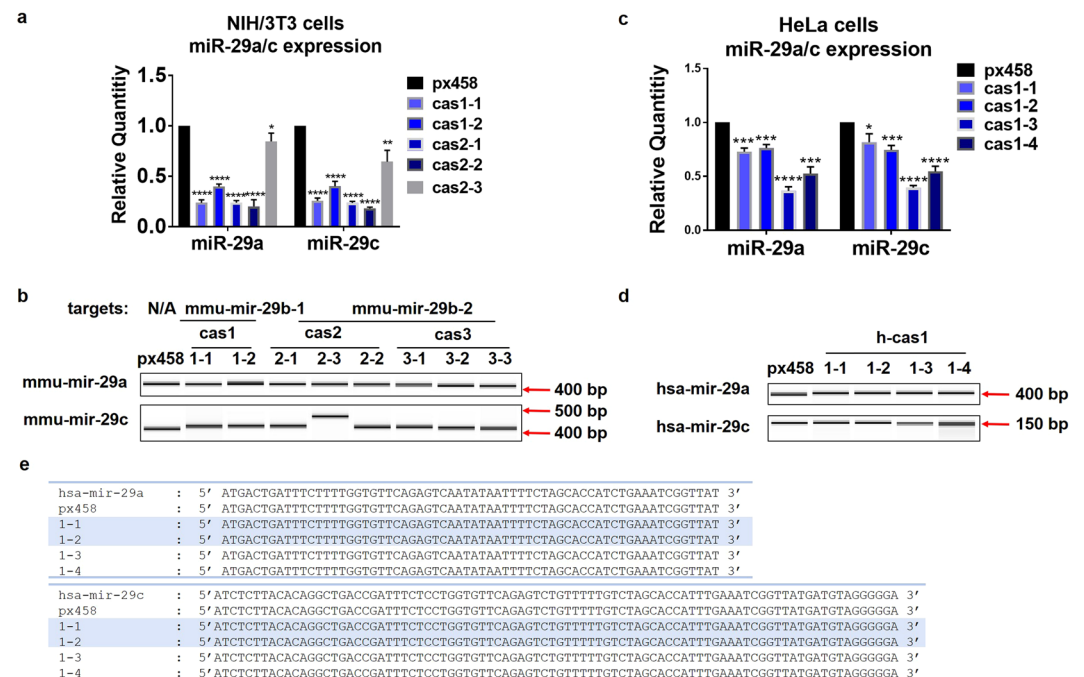 a
NIH/3T3 cells
miR-29a/c expression
Relative Quantitiy
1.5
1.0
0.5
0.0
**** **** **** **** *
**** **** **** **** **
miR-29a
miR-29c
px458
cas1-1
cas1-2
cas2-1
cas2-2
cas2-3
c
HeLa cells
miR-29a/c expression
Relative Quantity
1.5
1.0
0.5
0.0
*** *** **** ***
* *** **** ****
miR-29a
miR-29c
px458
cas1-1
cas1-2
cas1-3
cas1-4
b
targets: N/A mmu-mir-29b-1 mmu-mir-29b-2
cas1 cas2 cas3
px458 1-1 1-2 2-1 2-3 2-2 3-1 3-2 3-3
mmu-mir-29a
400 bp
mmu-mir-29c
500 bp
400 bp
d
h-cas1
px458 1-1 1-2 1-3 1-4
hsa-mir-29a
400 bp
hsa-mir-29c
150 bp
e
hsa-mir-29a : 5′ ATGACTGATTTCTTTTGGTGTTCAGAGTCAATATAATTTTCTAGCACCATCTGAAATCGGTTAT 3′
px458 : 5′ ATGACTGATTTCTTTTGGTGTTCAGAGTCAATATAATTTTCTAGCACCATCTGAAATCGGTTAT 3′
1-1 : 5′ ATGACTGATTTCTTTTGGTGTTCAGAGTCAATATAATTTTCTAGCACCATCTGAAATCGGTTAT 3′
1-2 : 5′ ATGACTGATTTCTTTTGGTGTTCAGAGTCAATATAATTTTCTAGCACCATCTGAAATCGGTTAT 3′
1-3 : 5′ ATGACTGATTTCTTTTGGTGTTCAGAGTCAATATAATTTTCTAGCACCATCTGAAATCGGTTAT 3′
1-4 : 5′ ATGACTGATTTCTTTTGGTGTTCAGAGTCAATATAATTTTCTAGCACCATCTGAAATCGGTTAT 3′
hsa-mir-29c : 5′ATCTCTTACACAGGCTGACCGATTTCTCCTGGTGTTCAGAGTCTGTTTTTGTCTAGCACCATTTGAAATCGGTTATGATGTAGGGGGA 3′
px458 : 5′ATCTCTTACACAGGCTGACCGATTTCTCCTGGTGTTCAGAGTCTGTTTTTGTCTAGCACCATTTGAAATCGGTTATGATGTAGGGGGA 3′
1-1 : 5′ATCTCTTACACAGGCTGACCGATTTCTCCTGGTGTTCAGAGTCTGTTTTTGTCTAGCACCATTTGAAATCGGTTATGATGTAGGGGGA 3′
1-2 : 5′ATCTCTTACACAGGCTGACCGATTTCTCCTGGTGTTCAGAGTCTGTTTTTGTCTAGCACCATTTGAAATCGGTTATGATGTAGGGGGA 3′
1-3 : 5′ATCTCTTACACAGGCTGACCGATTTCTCCTGGTGTTCAGAGTCTGTTTTTGTCTAGCACCATTTGAAATCGGTTATGATGTAGGGGGA 3′
1-4 : 5′ATCTCTTACACAGGCTGACCGATTTCTCCTGGTGTTCAGAGTCTGTTTTTGTCTAGCACCATTTGAAATCGGTTATGATGTAGGGGGA 3′